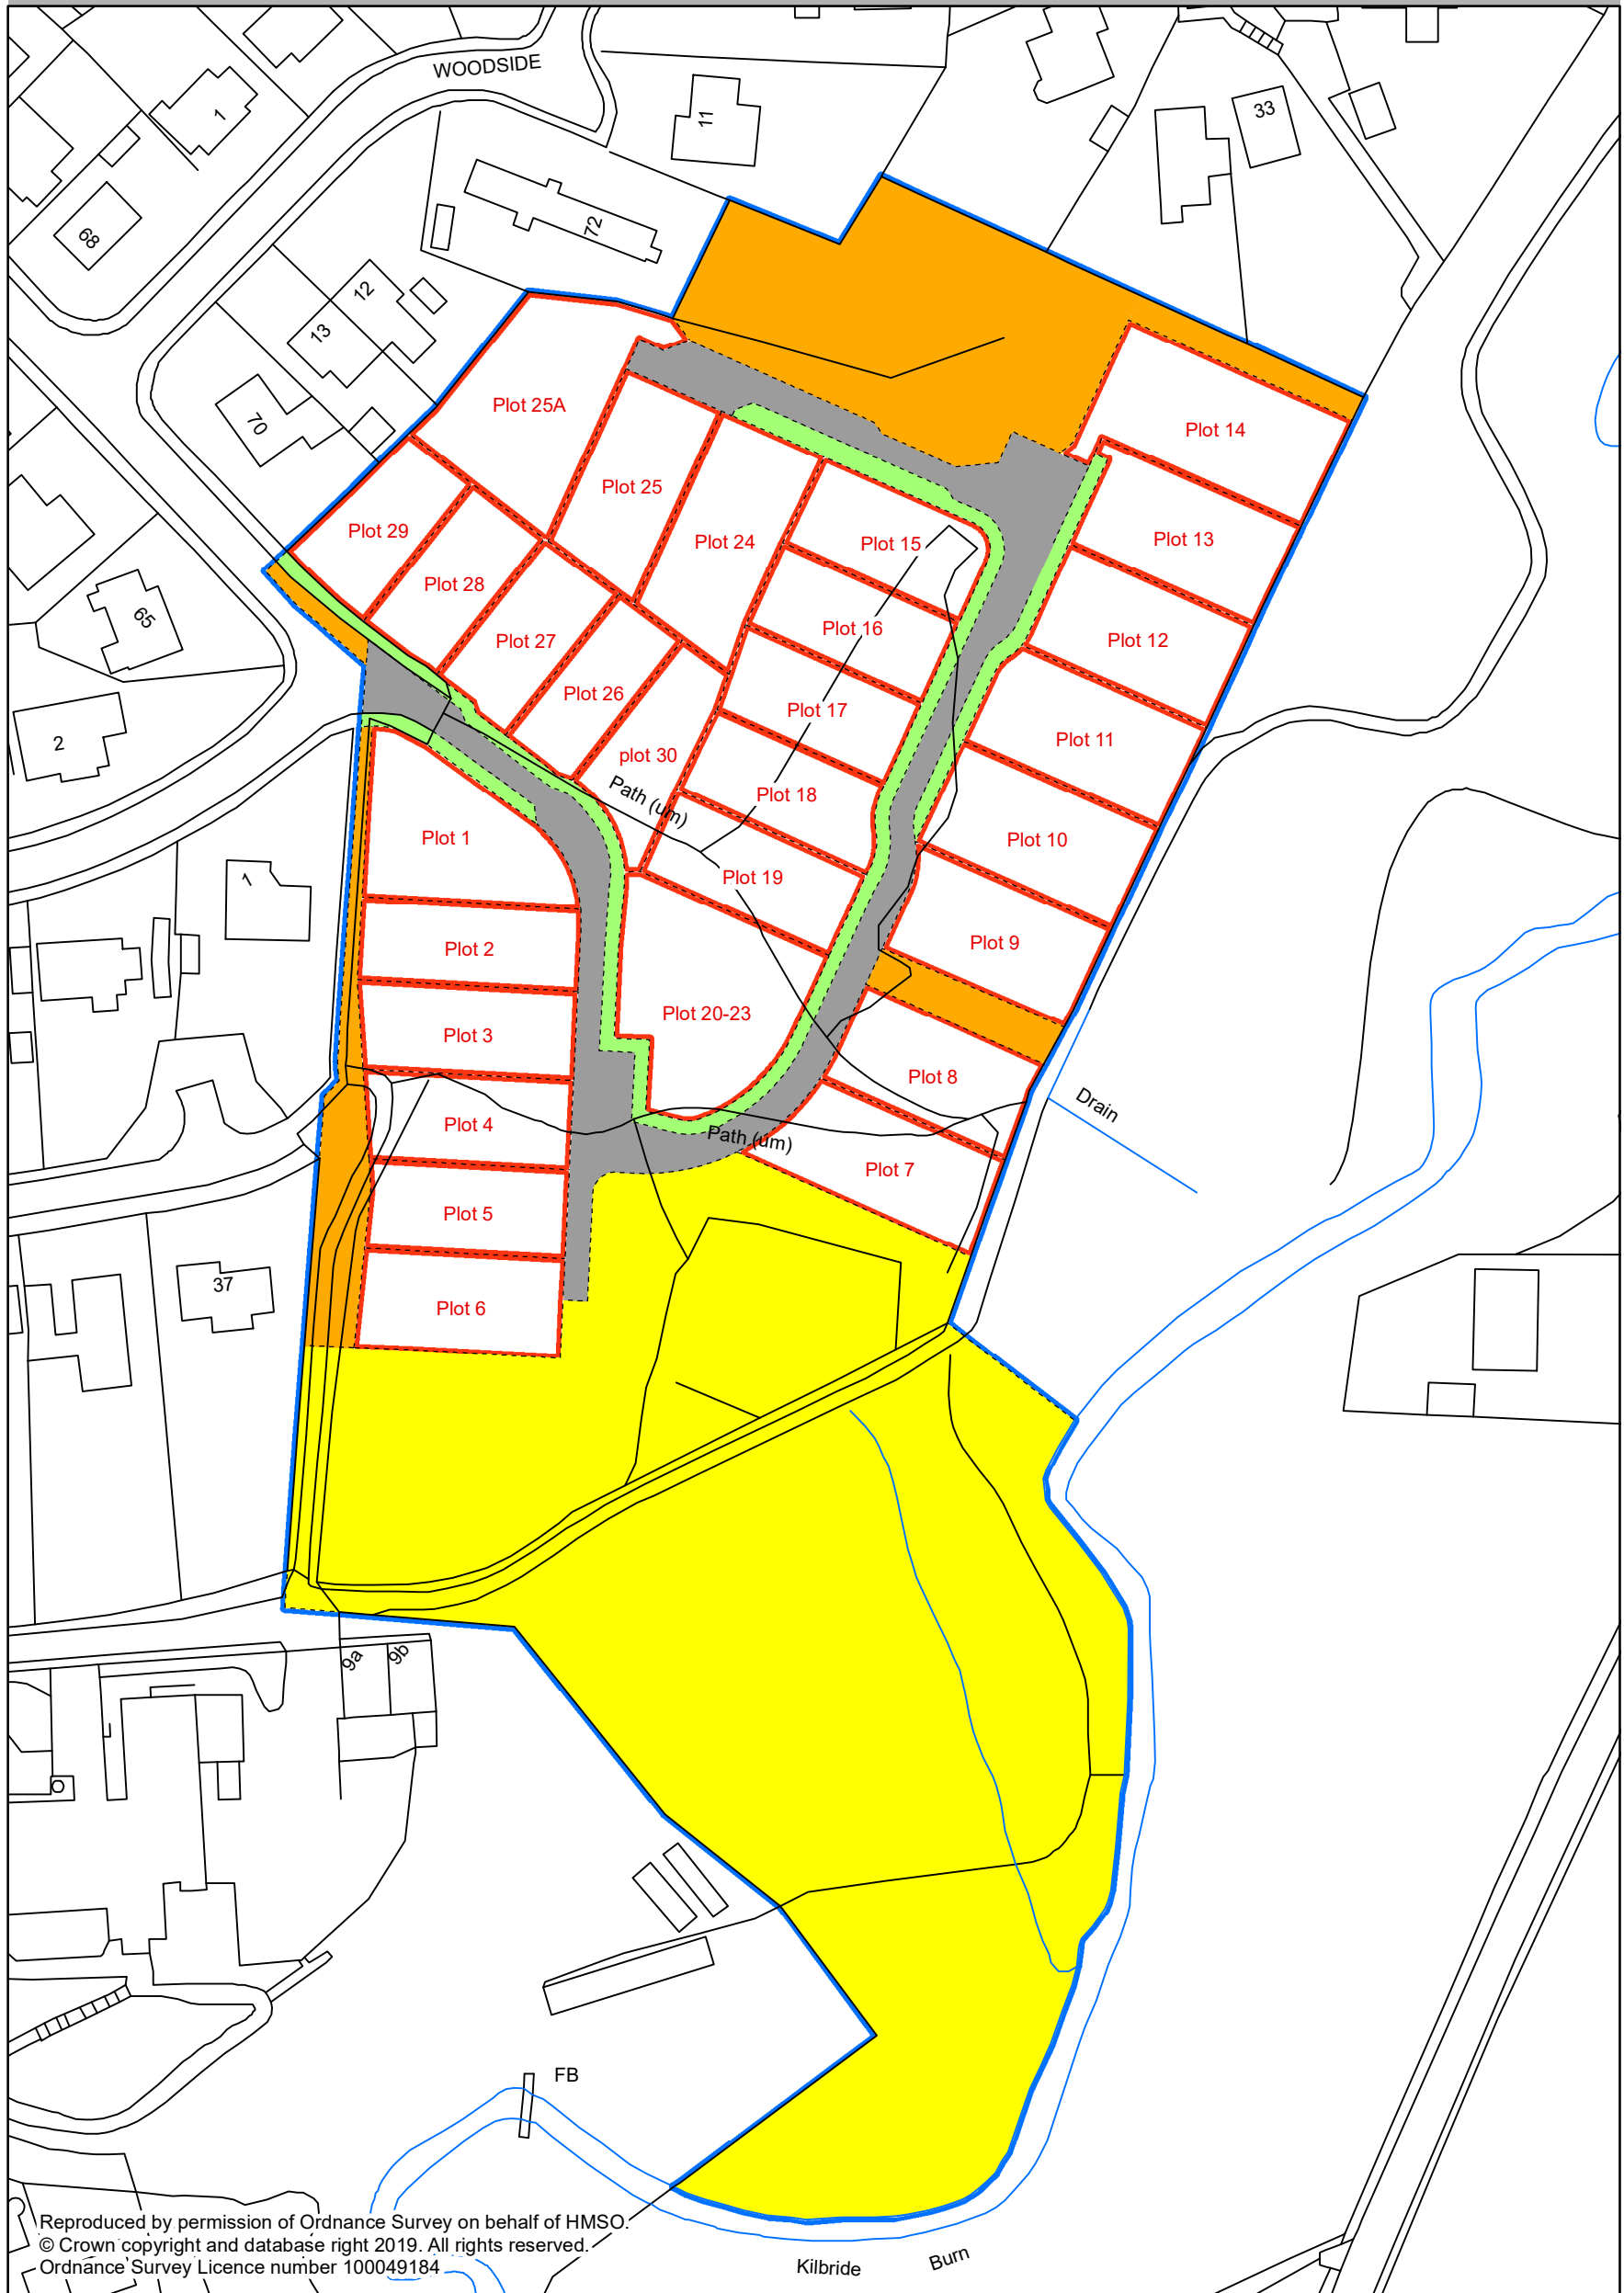 WOODSIDE
1
11
33
68
72
12
13
70
Plot 25A
Plot 14
Plot 25
Plot 29
Plot 24
Plot 15
Plot 13
Plot 28
65
Plot 27
Plot 16
Plot 12
Plot 26
Plot 17
2
plot 30
Plot 11
Path (um)
Plot 18
Plot 1
Plot 10
1
Plot 19
Plot 2
Plot 9
Plot 20-23
Plot 3
Plot 8
Drain
Plot 4
Path (um)
Plot 7
Plot 5
37
Plot 6
9a
9b
FB
Reproduced by permission of Ordnance Survey on behalf of HMSO.
© Crown copyright and database right 2019. All rights reserved.
Ordnance Survey Licence number 100049184
Kilbride Burn